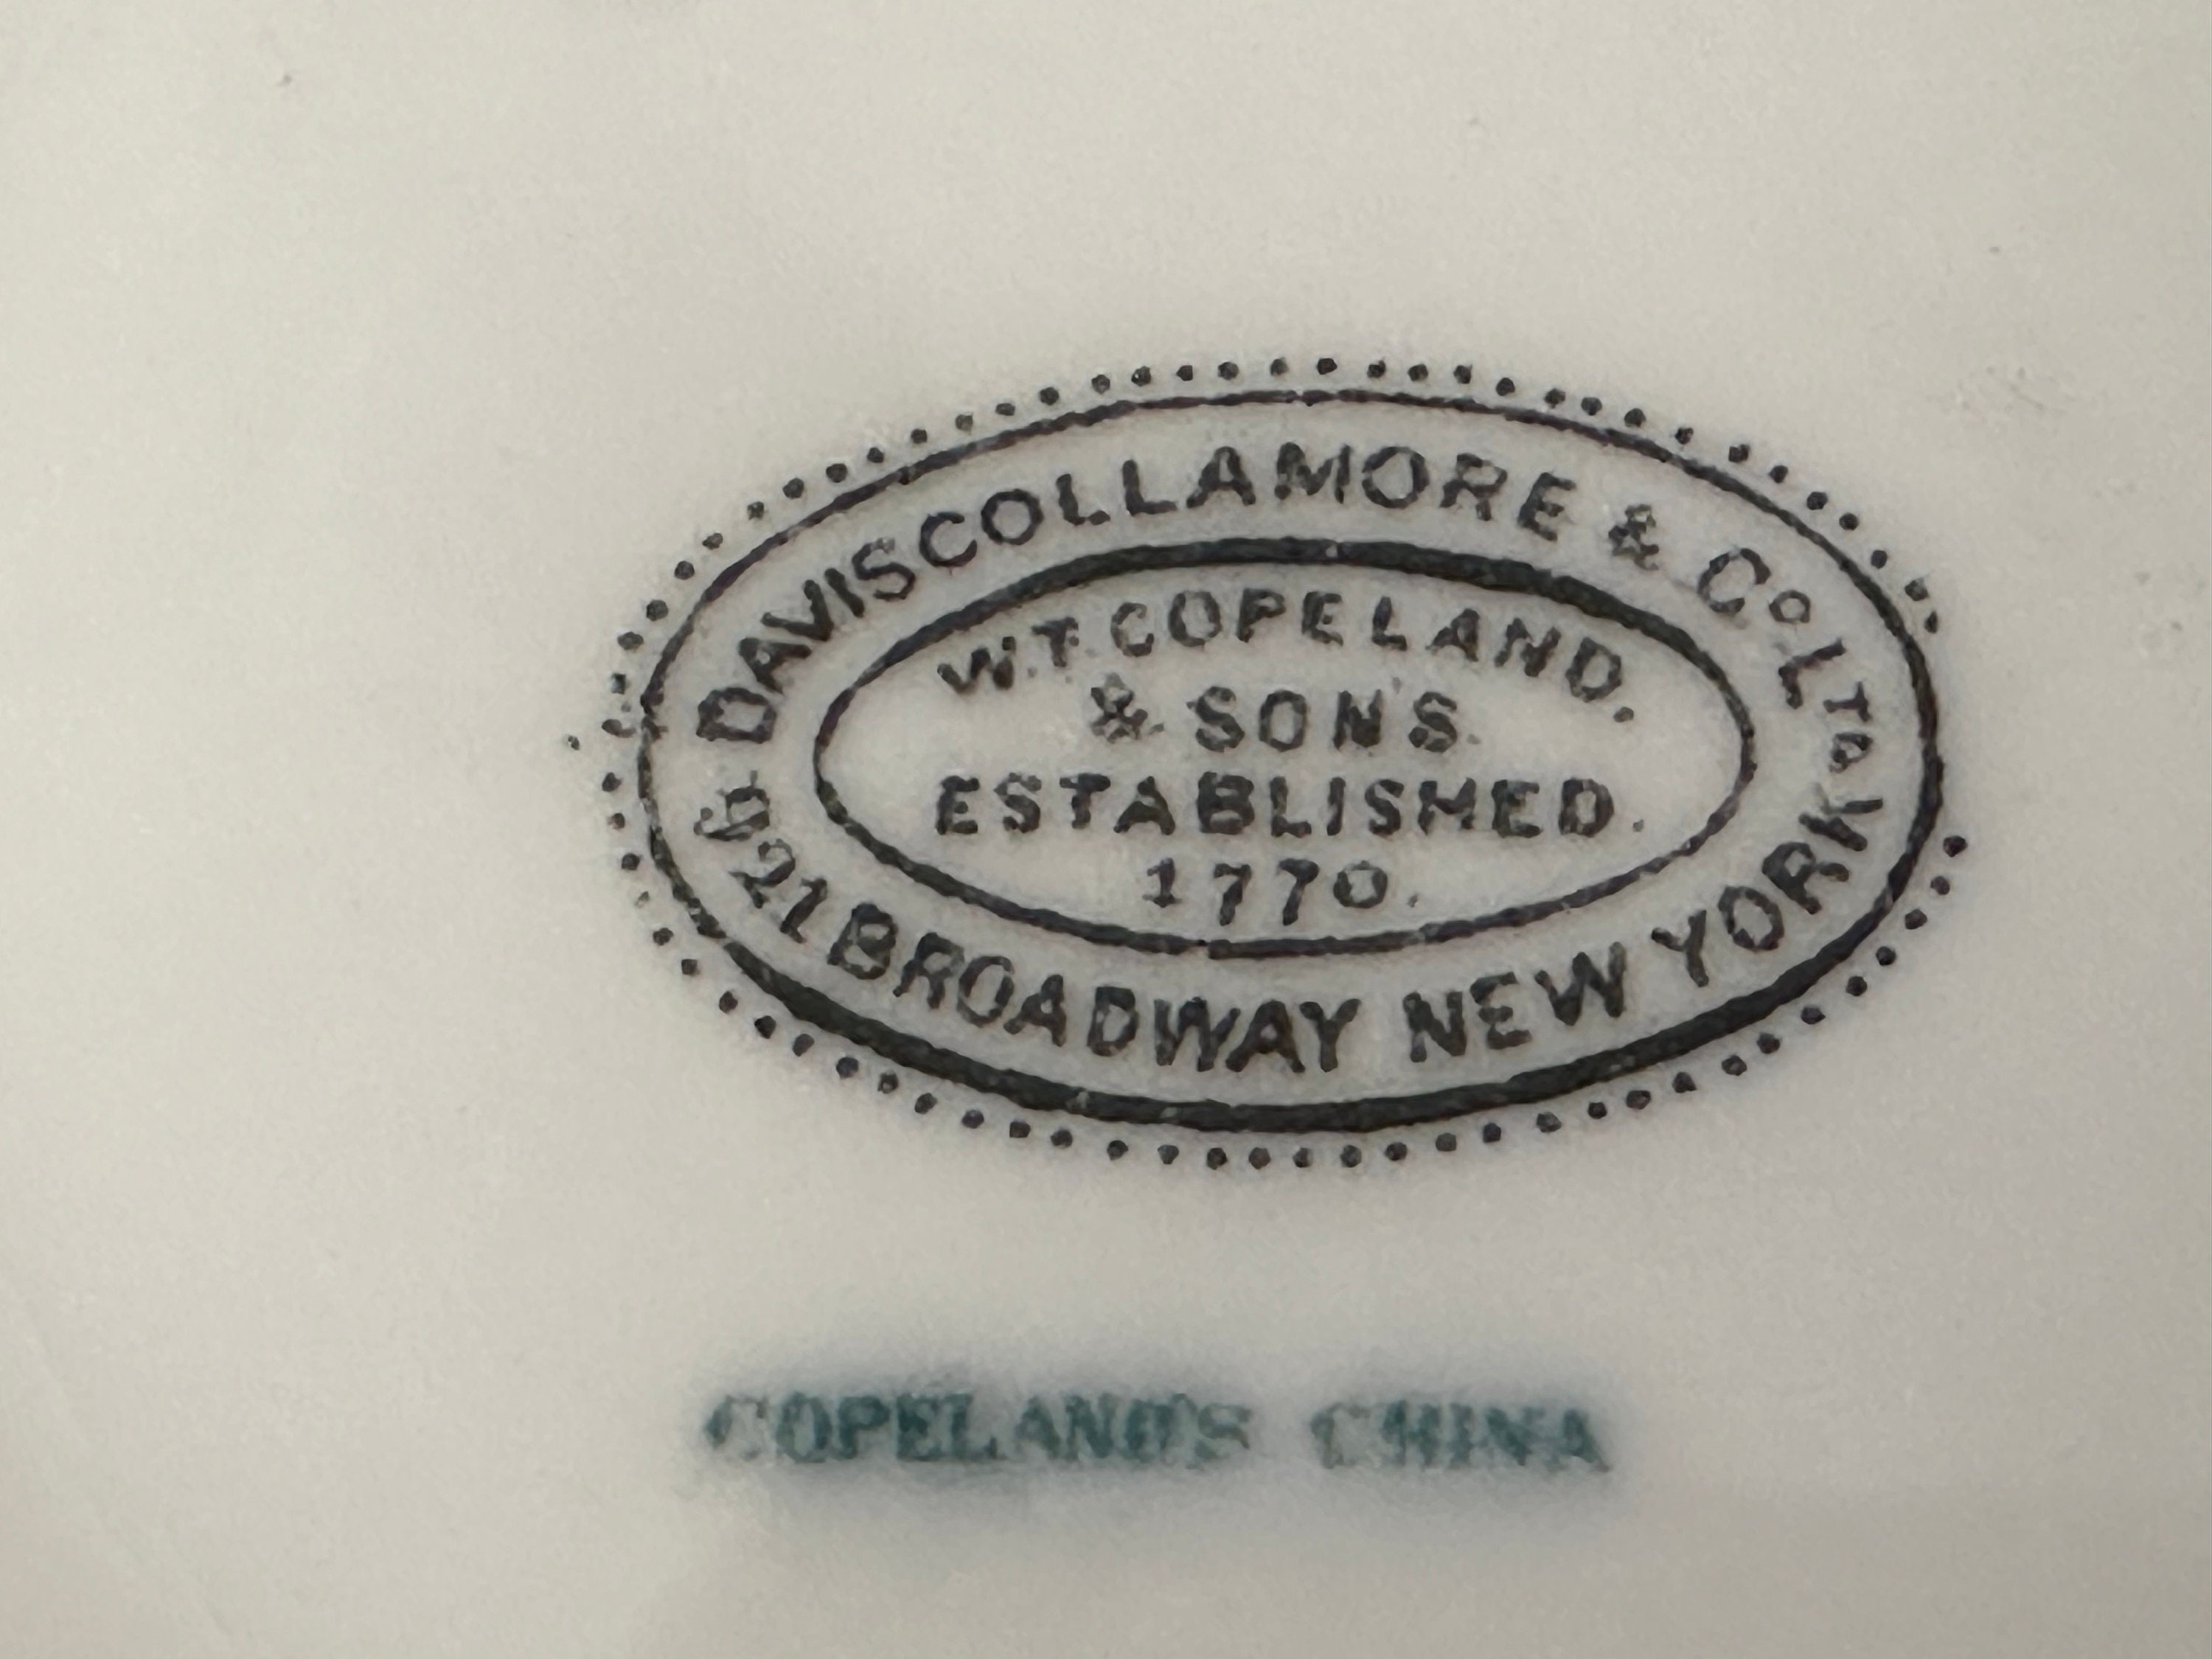 DAVIS COLLAMORE & Co LTD
921 BROADWAY NEW YORK
W.T. COPELAND.
& SONS
ESTABLISHED.
1770.
COPELAND'S CHINA